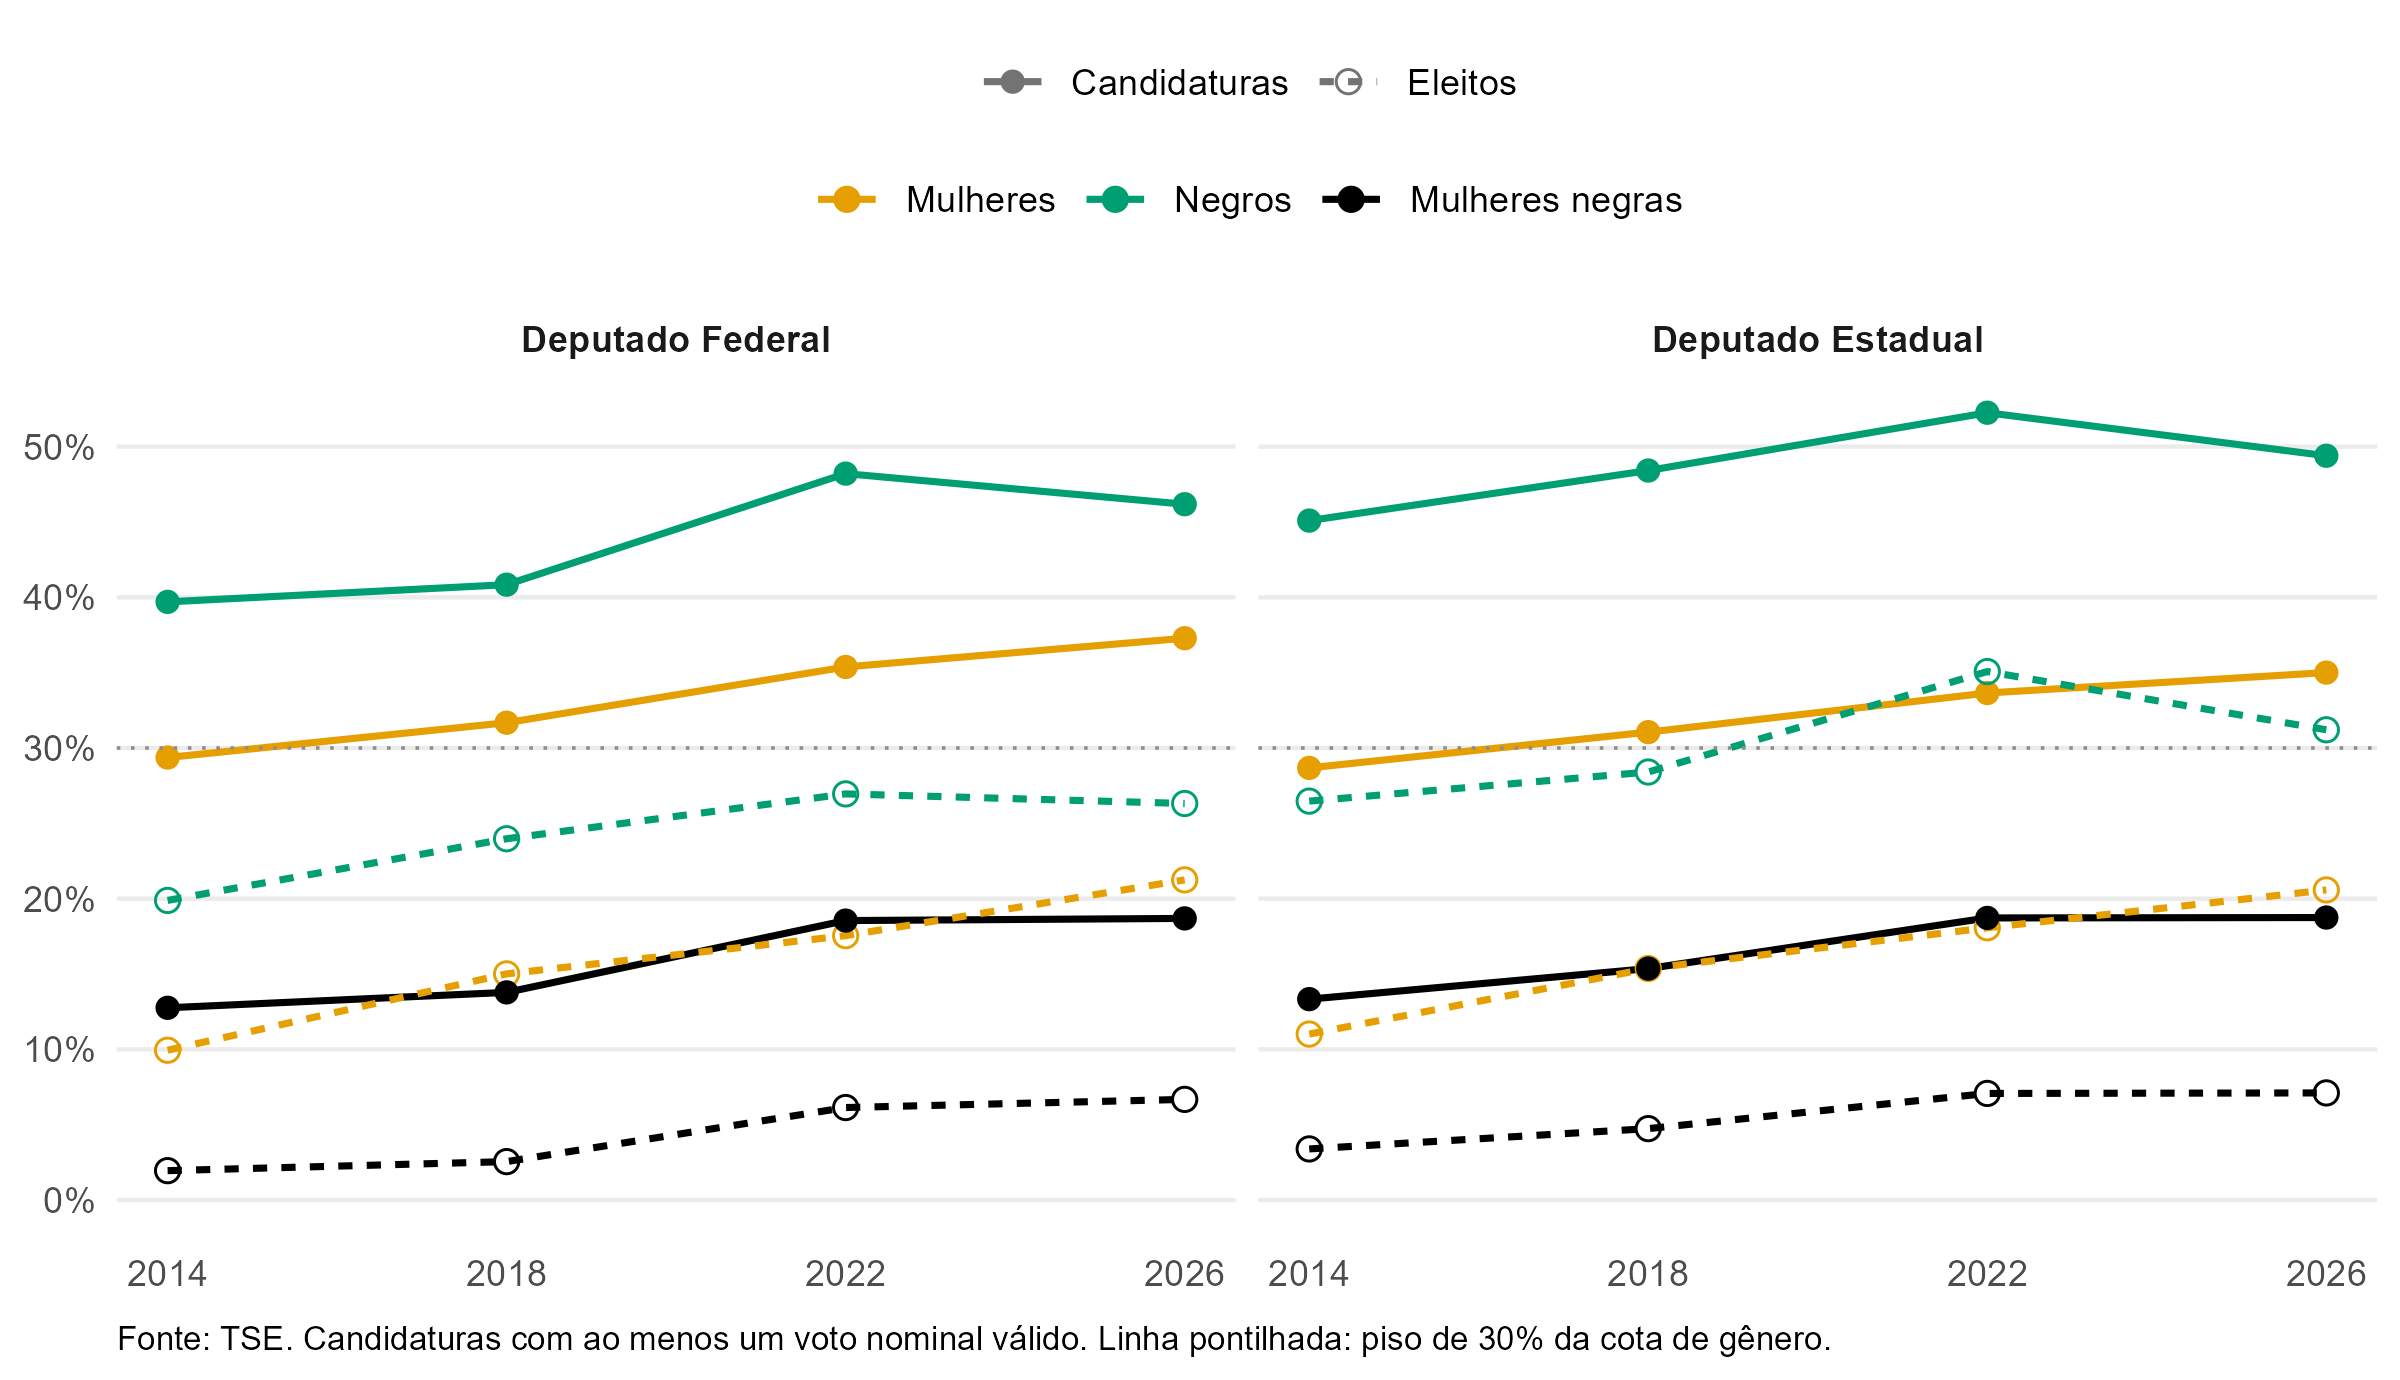 Candidaturas Eleitos
Mulheres Negros Mulheres negras
Deputado Federal Deputado Estadual
50%
40%
30%
20%
10%
0%
2014 2018 2022 2026 2014 2018 2022 2026
Fonte: TSE. Candidaturas com ao menos um voto nominal válido. Linha pontilhada: piso de 30% da cota de gênero.